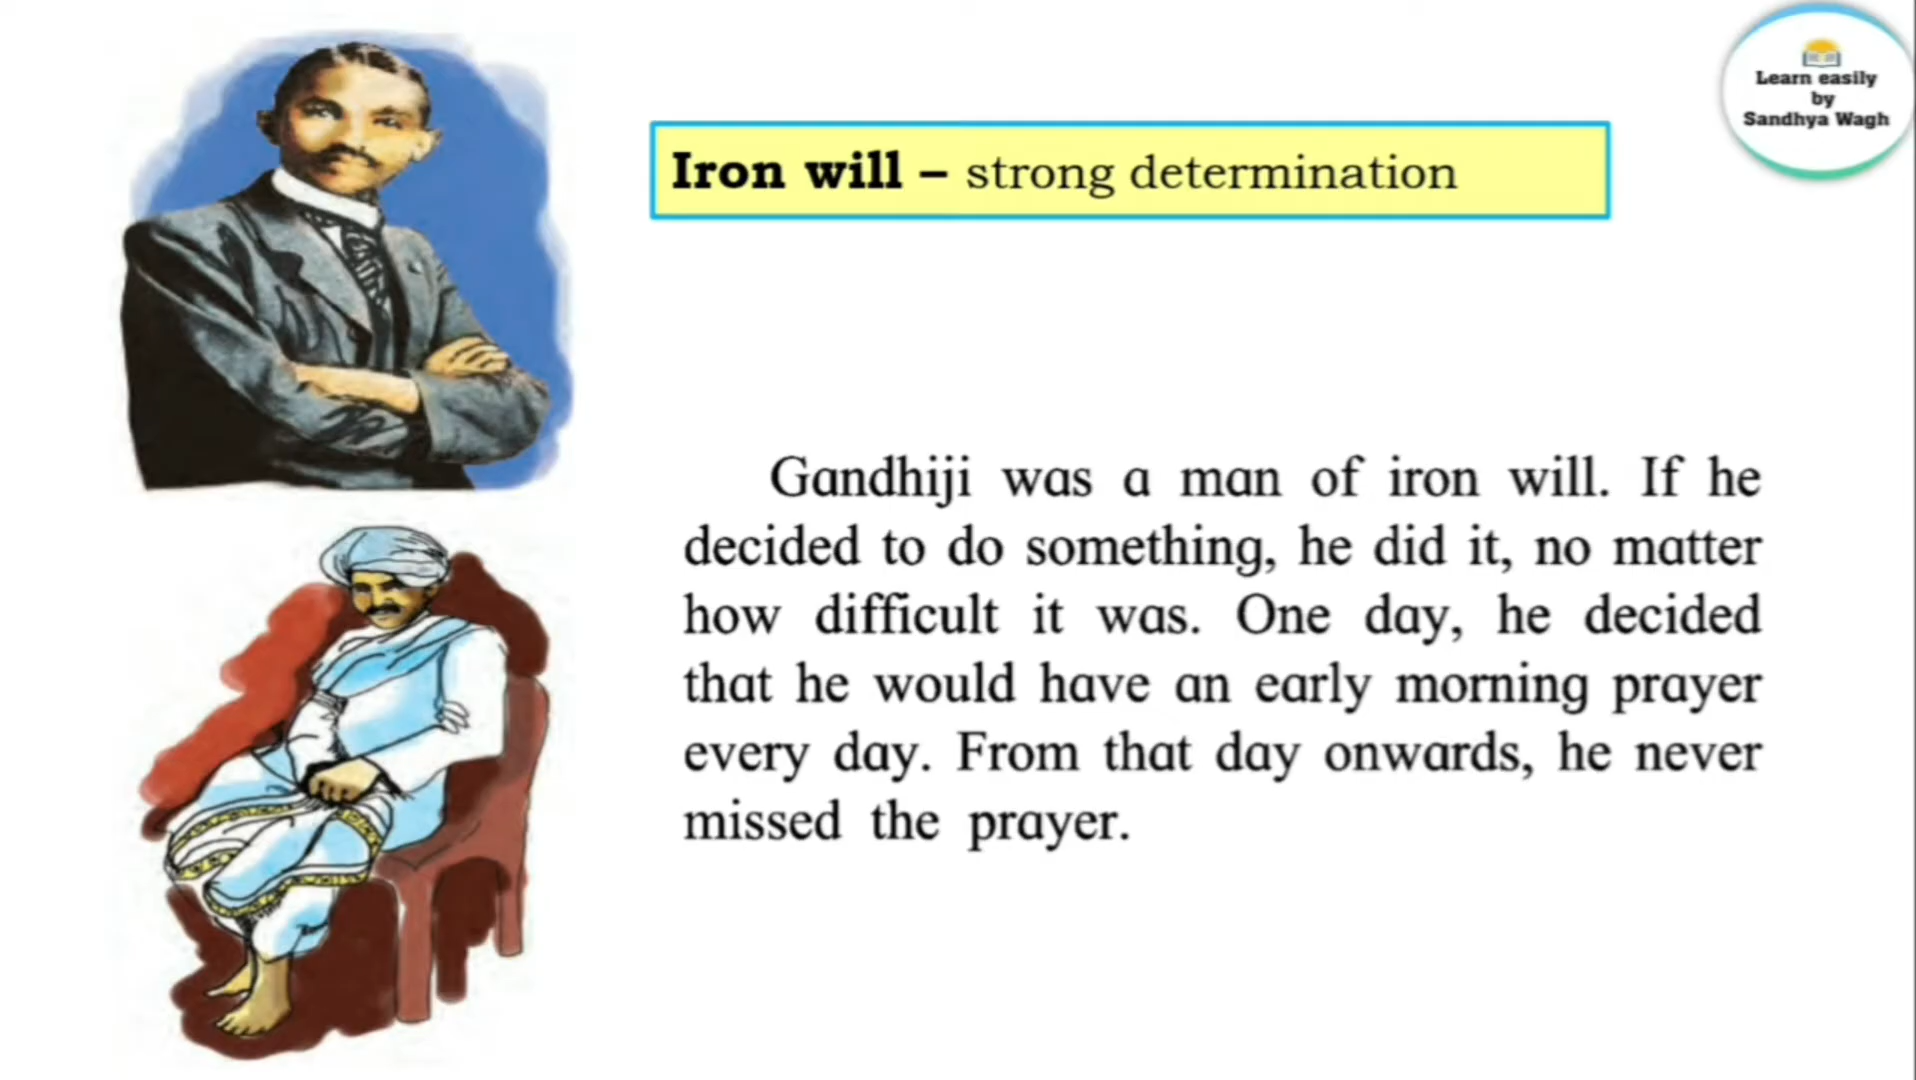 Learn easily
by
Sandhya Wagh
Iron will – strong determination
Gandhiji was a man of iron will. If he
decided to do something, he did it, no matter
how difficult it was. One day, he decided
that he would have an early morning prayer
every day. From that day onwards, he never
missed the prayer.